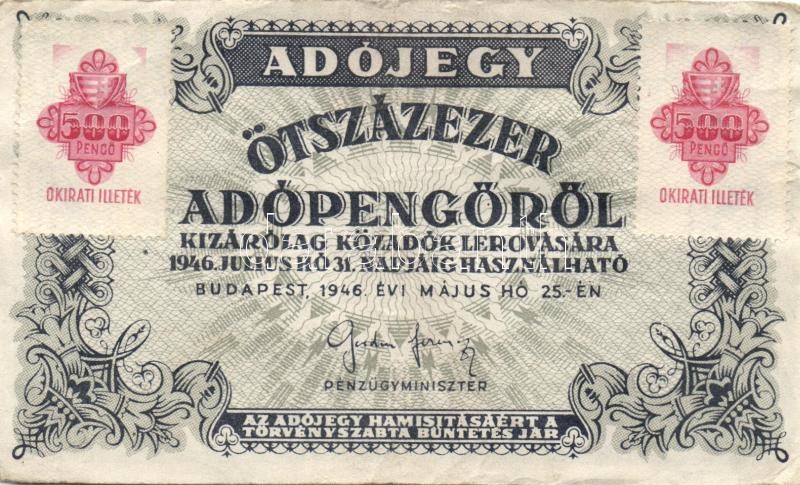 ADÓJEGY
500
PENGŐ
OKIRATI ILLETÉK
500
PENGŐ
OKIRATI ILLETÉK
ÖTSZÁZEZER
ADÓPENGŐRŐL
KIZÁRÓLAG KÖZADÓK LEROVÁSÁRA
1946. JULIUS HÓ 31. NAPJÁIG HASZNÁLHATÓ
BUDAPEST, 1946. ÉVI MÁJUS HÓ 25.-ÉN
PÉNZÜGYMINISZTER
AZ ADÓJEGY HAMISITÁSÁÉRT A
TÖRVÉNYSZABTA BÜNTETÉS JÁR